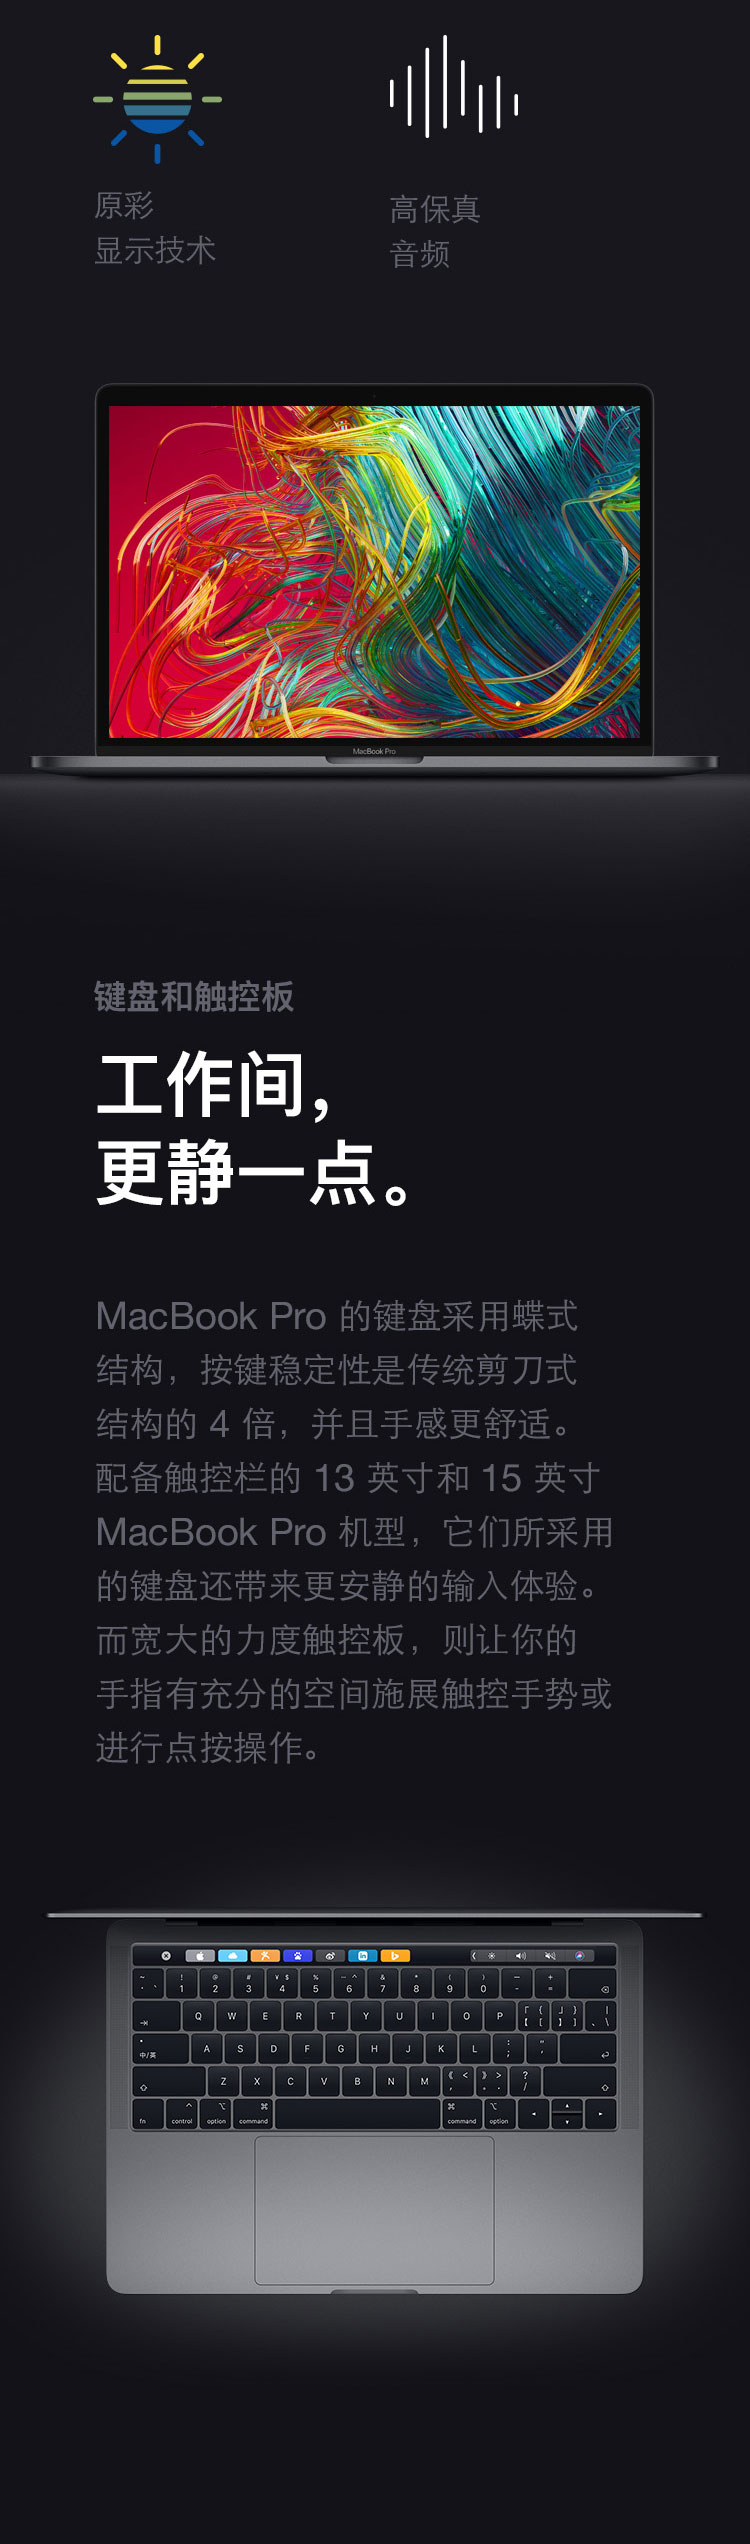 原彩
显示技术
高保真
音频
MacBook Pro
键盘和触控板
工作间，
更静一点。
MacBook Pro 的键盘采用蝶式
结构，按键稳定性是传统剪刀式
结构的 4 倍，并且手感更舒适。
配备触控栏的 13 英寸和 15 英寸
MacBook Pro 机型，它们所采用
的键盘还带来更安静的输入体验。
而宽大的力度触控板，则让你的
手指有充分的空间施展触控手势或
进行点按操作。
1 2 3 4 5 6 7 8 9 0
Q W E R T Y U I O P
中/英 A S D F G H J K L
Z X C V B N M
fn control option command command option